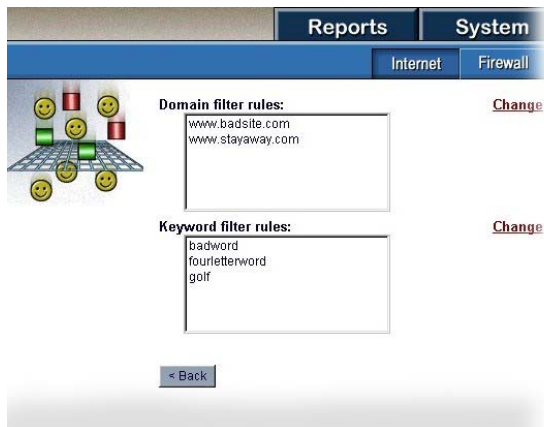 Reports System
Internet Firewall
Domain filter rules: Change
www.badsite.com
www.stayaway.com
Keyword filter rules: Change
badword
fourletterword
golf
< Back